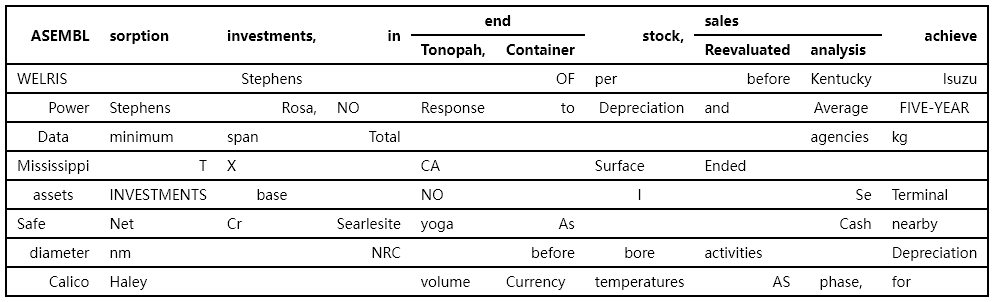 end sales
ASEMBL sorption investments, in stock, achieve
Tonopah, Container Reevaluated analysis
WELRIS Stephens OF per before Kentucky Isuzu
Power Stephens Rosa, NO Response to Depreciation and Average FIVE-YEAR
Data minimum span Total agencies kg
Mississippi T X CA Surface Ended
assets INVESTMENTS base NO I Se Terminal
Safe Net Cr Searlesite yoga As Cash nearby
diameter nm NRC before bore activities Depreciation
Calico Haley volume Currency temperatures AS phase, for